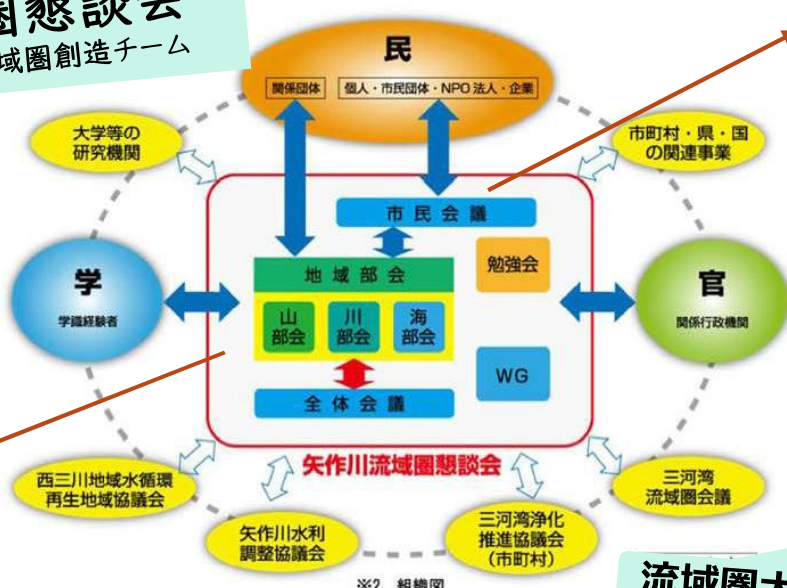 圏懇談会
域圏創造チーム
民
関係団体
個人・市民団体・NPO法人・企業
大学等の
研究機関
市町村・県・国
の関連事業
市民会議
地域部会
勉強会
山
部会
川
部会
海
部会
WG
全体会議
学
学識経験者
官
関係行政機関
矢作川流域圏懇談会
西三川地域水循環
再生地域協議会
矢作川水利
調整協議会
三河湾浄化
推進協議会
(市町村)
三河湾
流域圏会議
※2 組織図
流域圏